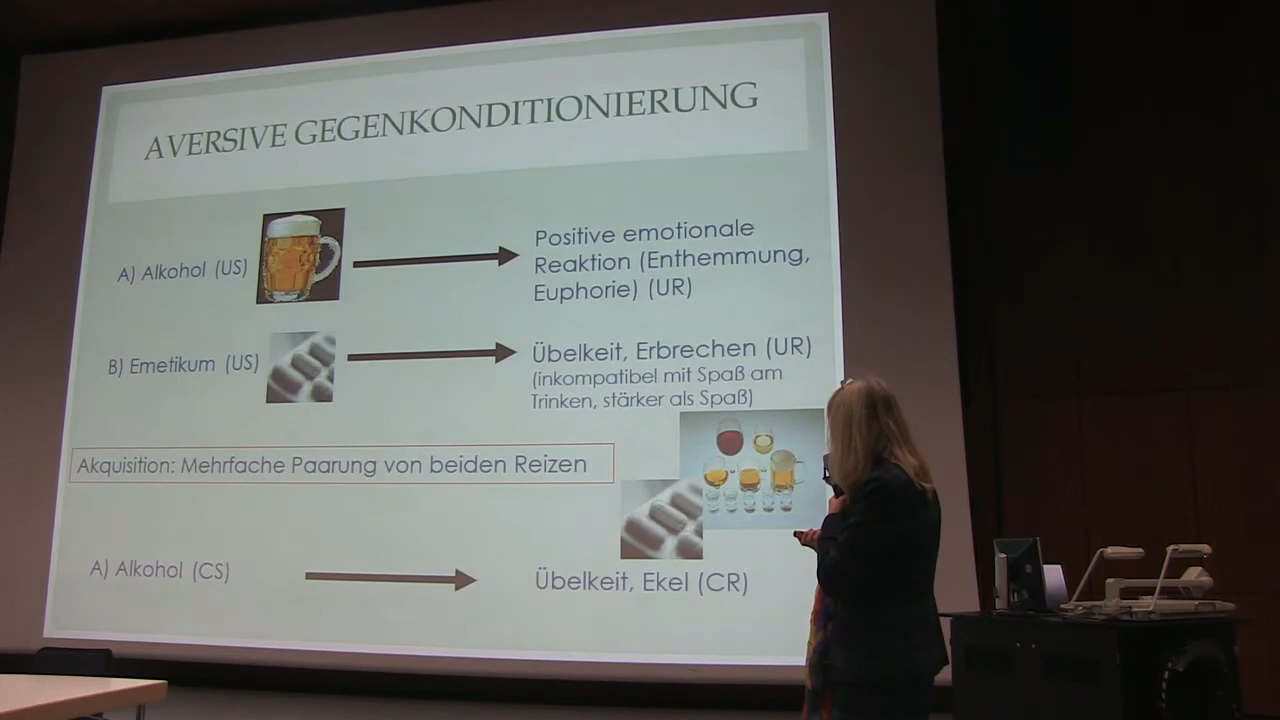 AVERSIVE GEGENKONDITIONIERUNG
A) Alkohol (US)
Positive emotionale
Reaktion (Enthemmung,
Euphorie) (UR)
B) Emetikum (US)
Übelkeit, Erbrechen (UR)
(inkompatibel mit Spaß am
Trinken, stärker als Spaß)
Akquisition: Mehrfache Paarung von beiden Reizen
A) Alkohol (CS)
Übelkeit, Ekel (CR)